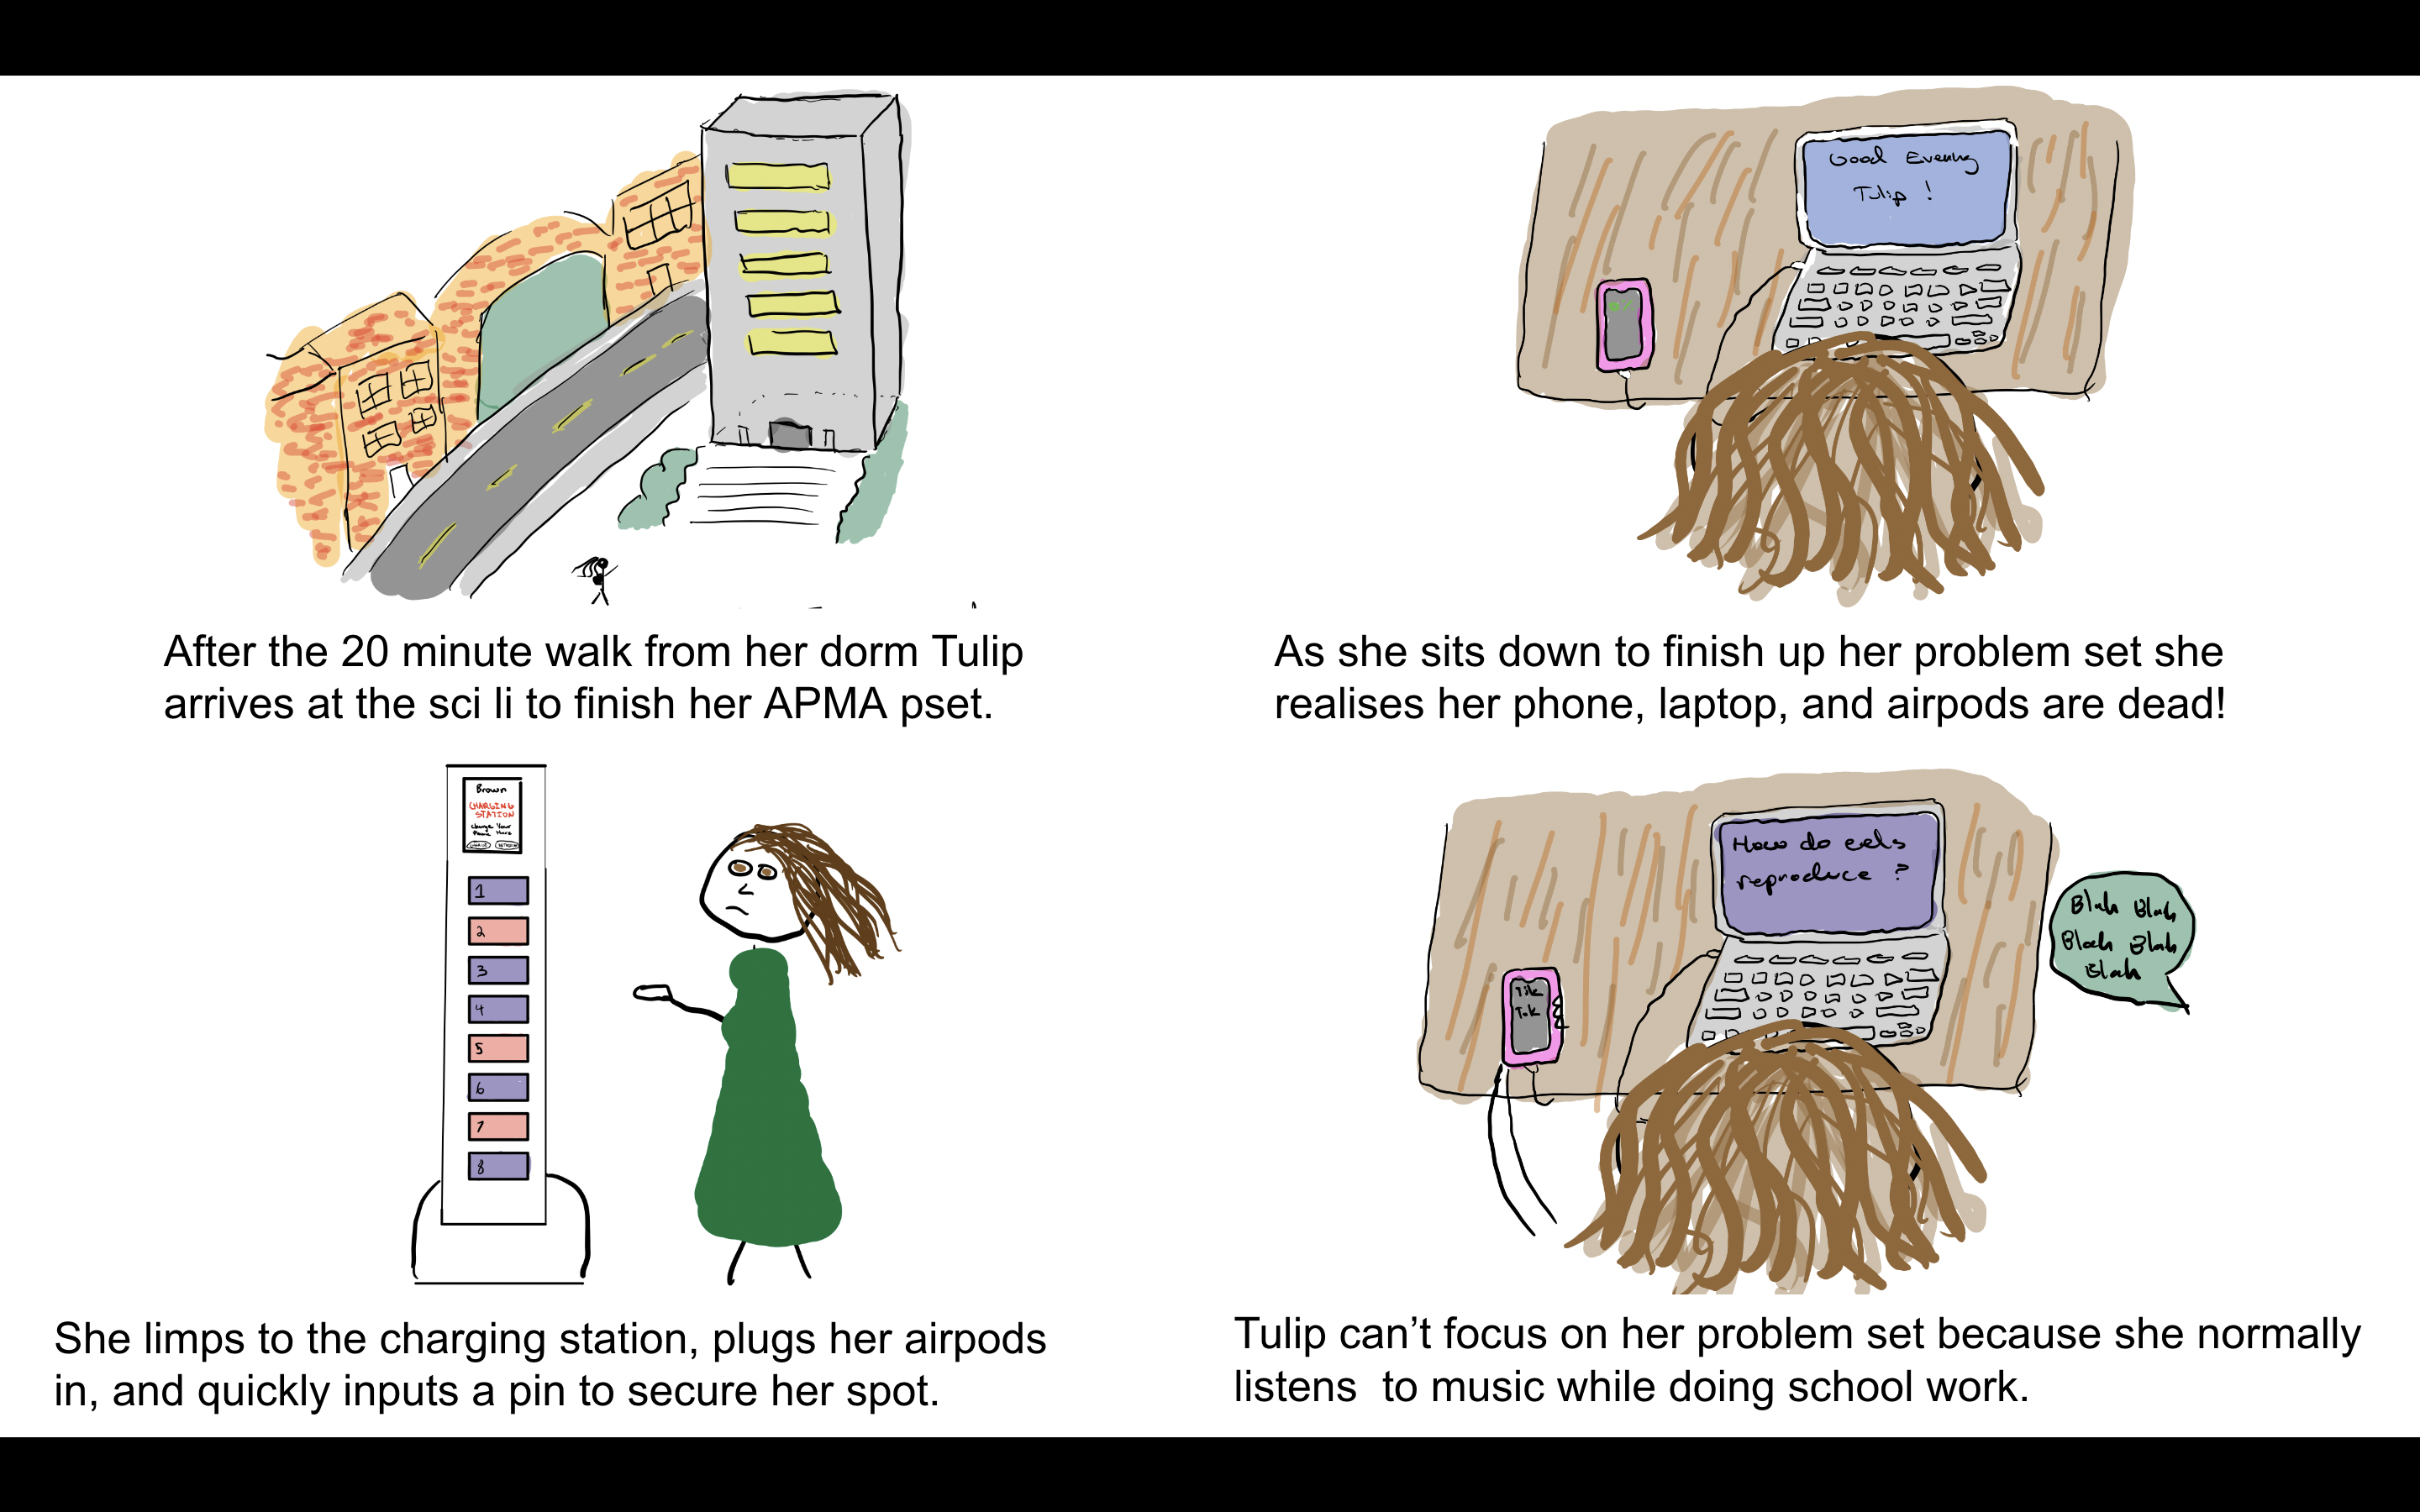 Good Evening
Tulip !
After the 20 minute walk from her dorm Tulip
arrives at the sci li to finish her APMA pset.
As she sits down to finish up her problem set she
realises her phone, laptop, and airpods are dead!
Brown
CHARGING
STATION
Charge Your
Phone Here
1
2
3
4
5
6
7
8
She limps to the charging station, plugs her airpods
in, and quickly inputs a pin to secure her spot.
How do eels
reproduce ?
Tik
Tok
Blah Blah
Blah Blah
Blah
Tulip can’t focus on her problem set because she normally
listens to music while doing school work.